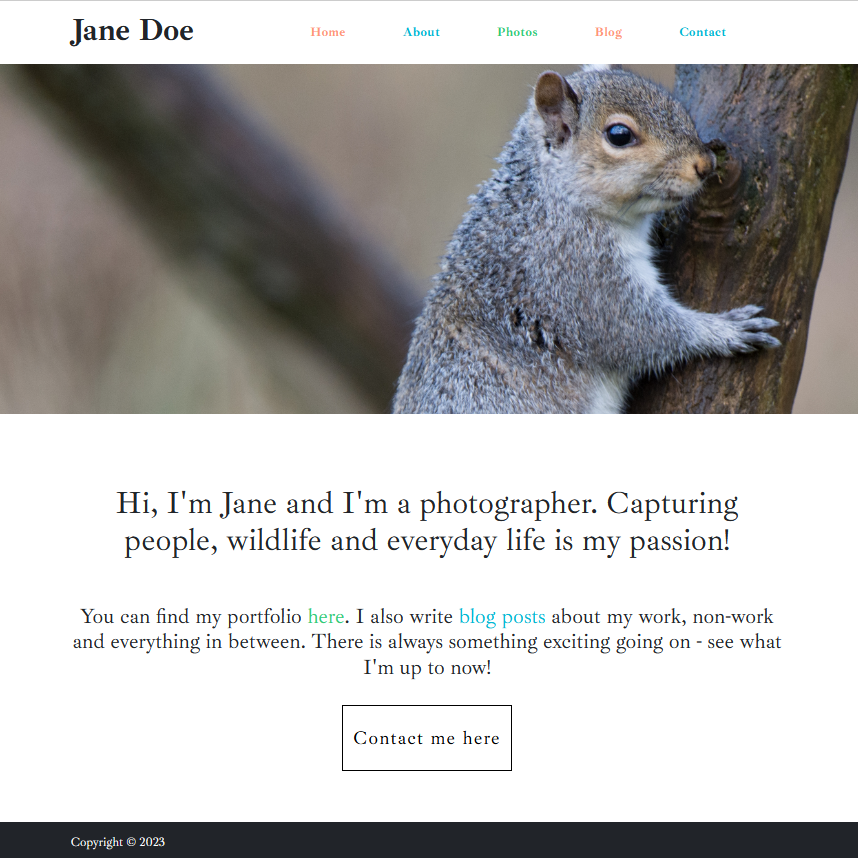 Jane Doe
Home About Photos Blog Contact
Hi, I'm Jane and I'm a photographer. Capturing
people, wildlife and everyday life is my passion!
You can find my portfolio here. I also write blog posts about my work, non-work
and everything in between. There is always something exciting going on - see what
I'm up to now!
Contact me here
Copyright © 2023